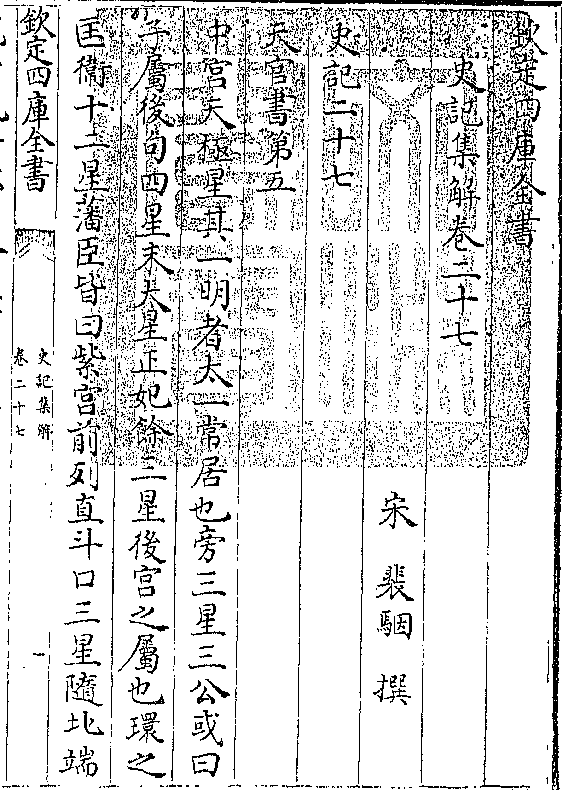 欽定四庫全書
史記集解卷二十七
宋 裴駰 撰
史記二十七
天官書第五
中宮天極星其一明者太一常居也旁三星三公或曰
子屬後句四星末大星正妃餘三星後宮之屬也環之
匡衛十二星藩臣皆曰紫宮前列直斗口三星隨北端
欽定四庫全書
史記集解
卷二十七
一